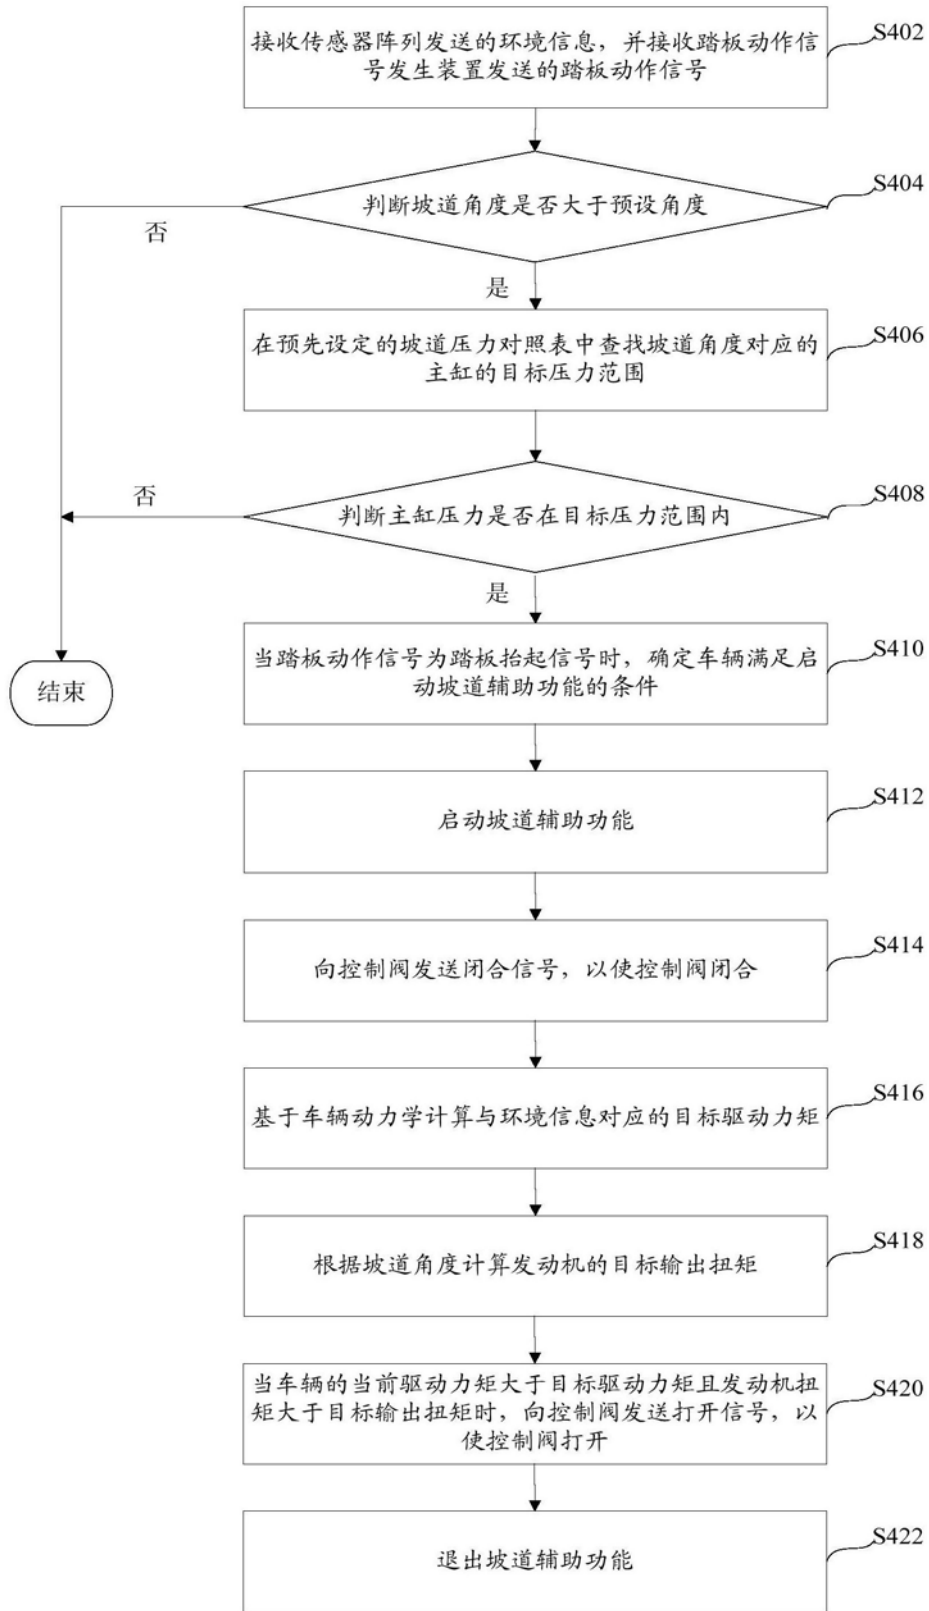 接收传感器阵列发送的环境信息，并接收踏板动作信
号发生装置发送的踏板动作信号
S402
判断坡道角度是否大于预设角度
S404
否
是
在预先设定的坡道压力对照表中查找坡道角度对应的
主缸的目标压力范围
S406
判断主缸压力是否在目标压力范围内
S408
否
是
当踏板动作信号为踏板抬起信号时，确定车辆满足启
动坡道辅助功能的条件
S410
结束
启动坡道辅助功能
S412
向控制阀发送闭合信号，以使控制阀闭合
S414
基于车辆动力学计算与环境信息对应的目标驱动力矩
S416
根据坡道角度计算发动机的目标输出扭矩
S418
当车辆的当前驱动力矩大于目标驱动力矩且发动机扭
矩大于目标输出扭矩时，向控制阀发送打开信号，以
使控制阀打开
S420
退出坡道辅助功能
S422